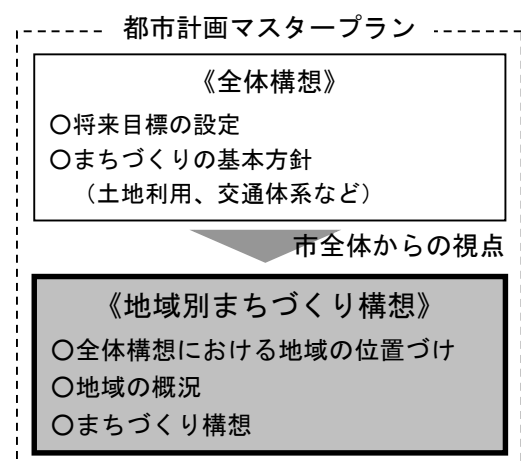 都市計画マスタープラン
《全体構想》
○将来目標の設定
○まちづくりの基本方針
（土地利用、交通体系など）
市全体からの視点
《地域別まちづくり構想》
○全体構想における地域の位置づけ
○地域の概況
○まちづくり構想